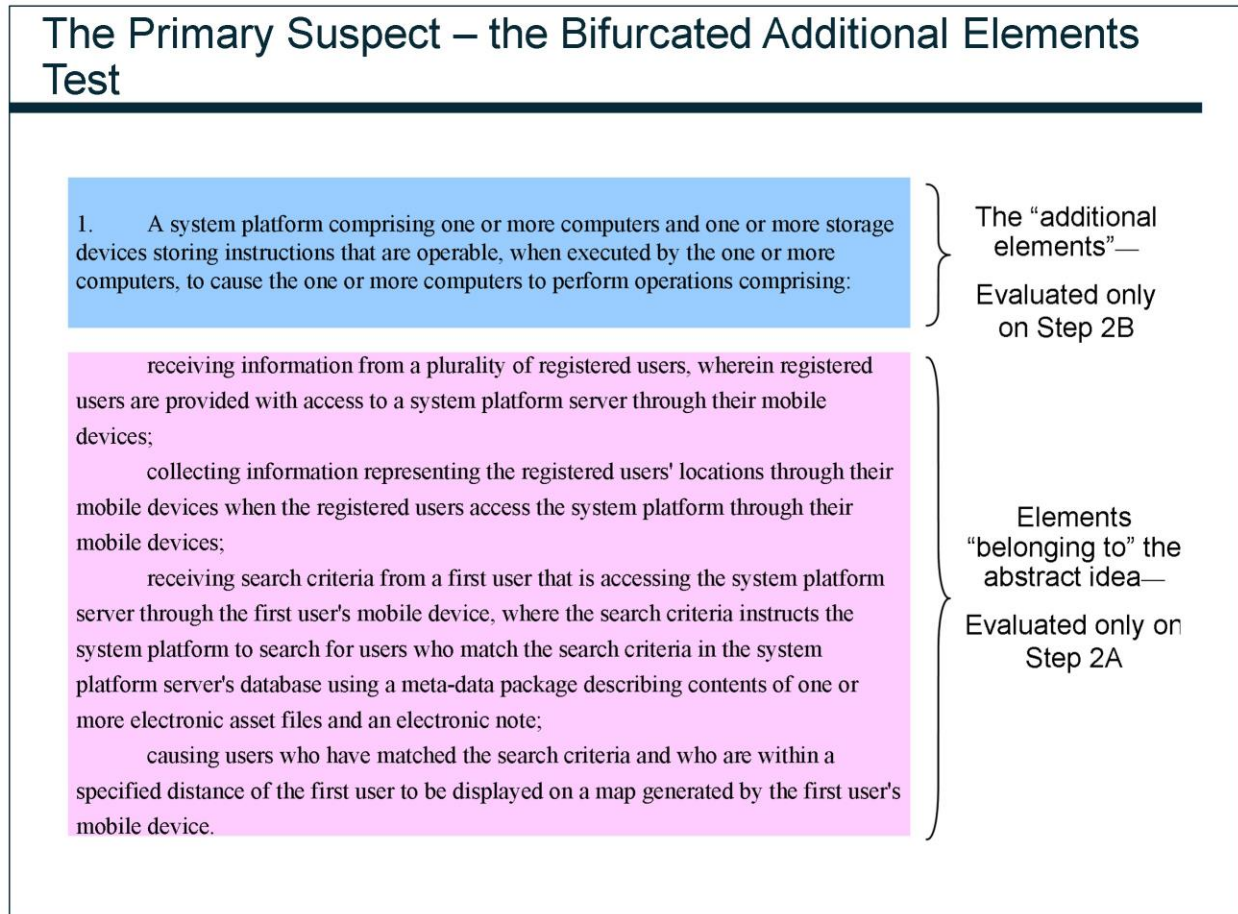 The Primary Suspect – the Bifurcated Additional Elements
Test
1. A system platform comprising one or more computers and one or more storage
devices storing instructions that are operable, when executed by the one or more
computers, to cause the one or more computers to perform operations comprising:
The “additional
elements”—
Evaluated only
on Step 2B
receiving information from a plurality of registered users, wherein registered
users are provided with access to a system platform server through their mobile
devices;
collecting information representing the registered users' locations through their
mobile devices when the registered users access the system platform through their
mobile devices;
receiving search criteria from a first user that is accessing the system platform
server through the first user's mobile device, where the search criteria instructs the
system platform to search for users who match the search criteria in the system
platform server's database using a meta-data package describing contents of one or
more electronic asset files and an electronic note;
causing users who have matched the search criteria and who are within a
specified distance of the first user to be displayed on a map generated by the first user's
mobile device.
Elements
“belonging to” the
abstract idea—
Evaluated only on
Step 2A